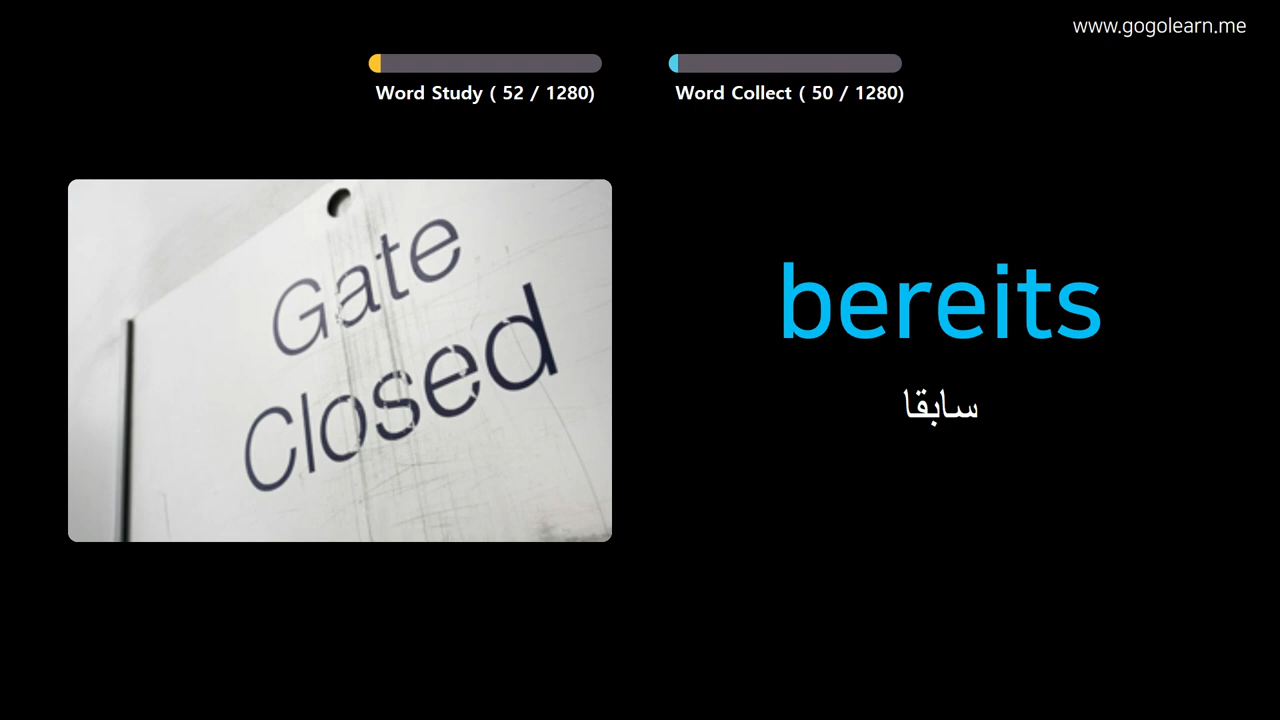 www.gogolearn.me
Word Study ( 52 / 1280)
Word Collect ( 50 / 1280)
Gate
Closed
bereits
سابقا